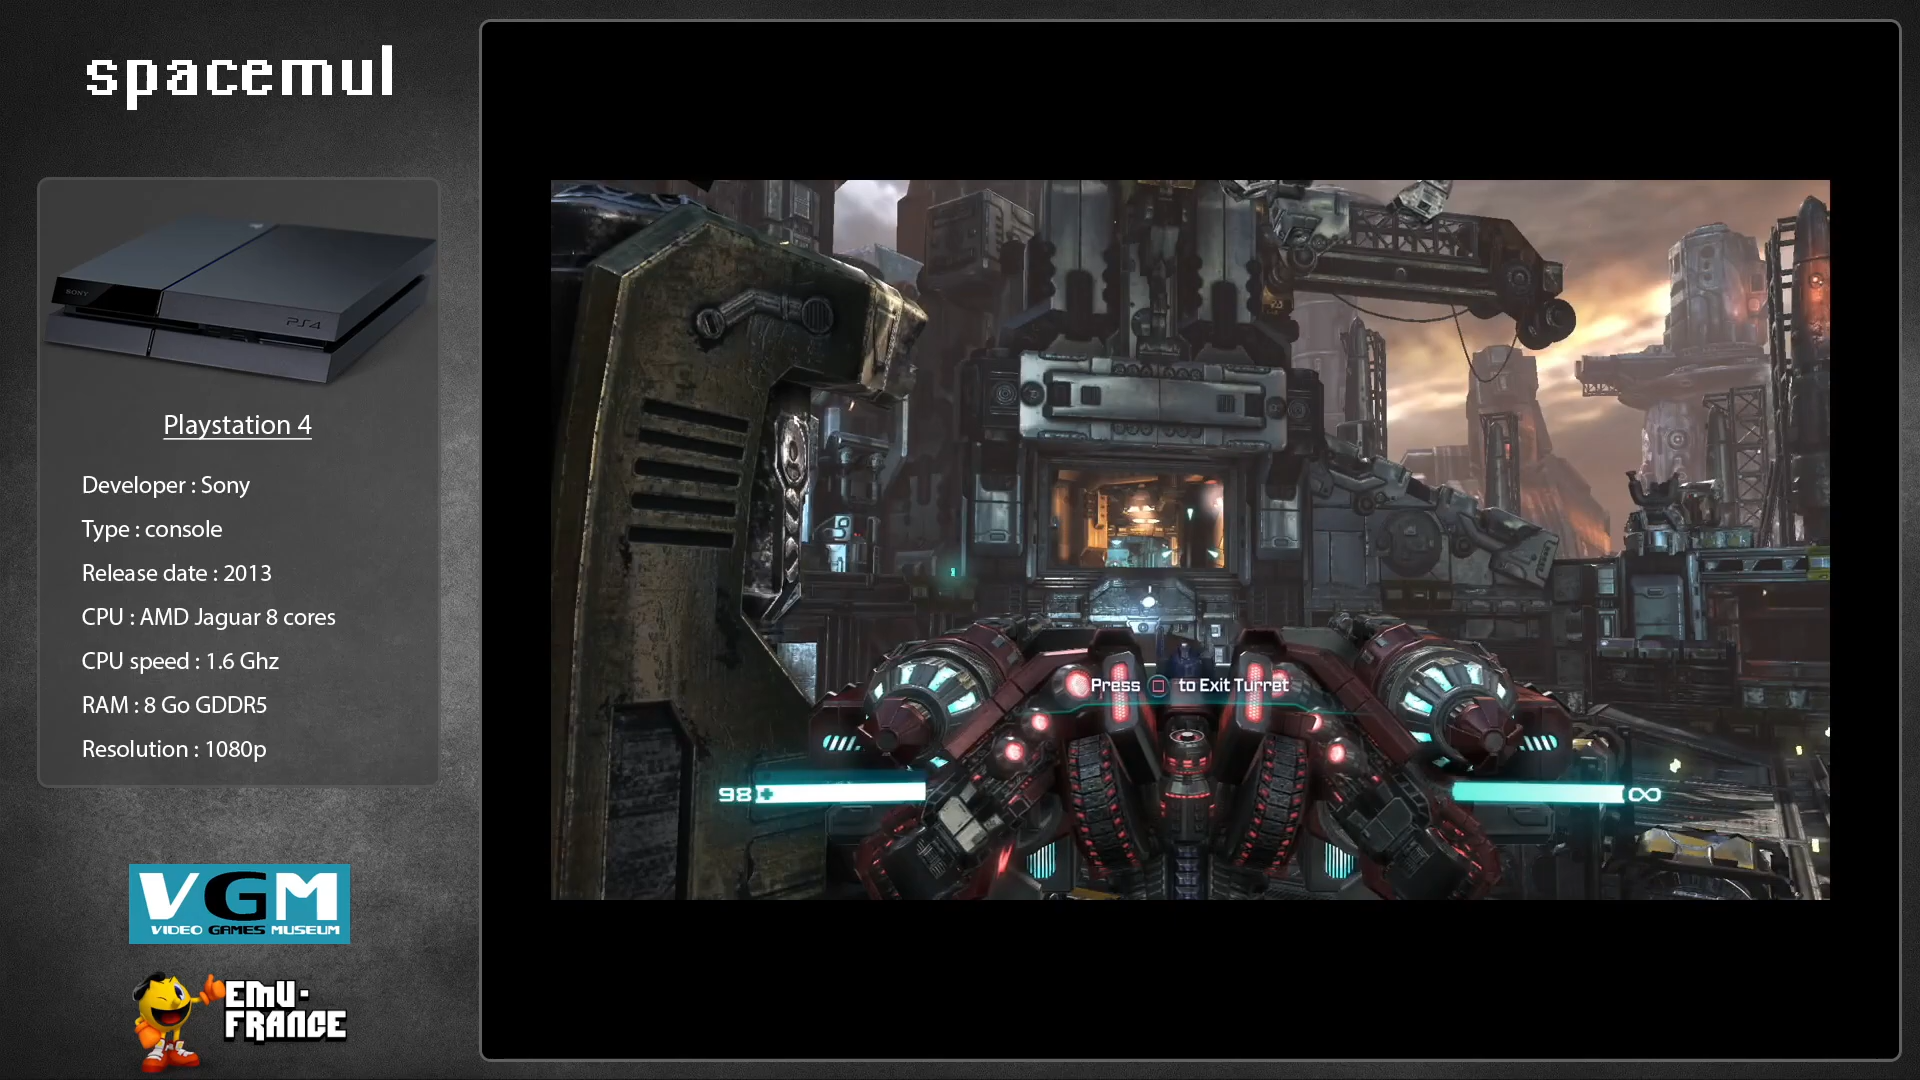 spacemul
SONY
PS4
Playstation 4
Developer : Sony
Type : console
Release date : 2013
CPU : AMD Jaguar 8 cores
CPU speed : 1.6 Ghz
RAM : 8 Go GDDR5
Resolution : 1080p
VGM
VIDEO GAMES MUSEUM
EMU-
FRANCE
Press □ to Exit Turret
98
∞